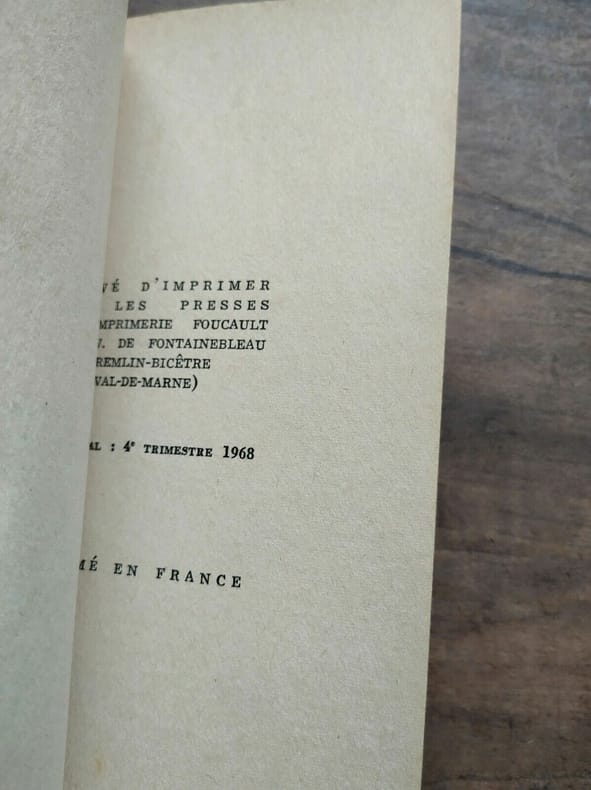 VÉ D'IMPRIMER
LES PRESSES
MPRIMERIE FOUCAULT
V. DE FONTAINEBLEAU
REMLIN-BICÊTRE
VAL-DE-MARNE)
AL : 4e TRIMESTRE 1968
MÉ EN FRANCE